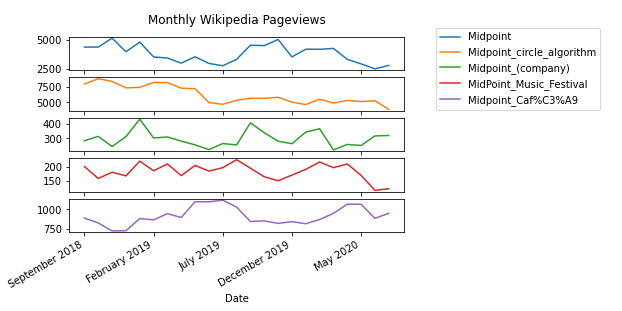 Monthly Wikipedia Pageviews
5000
2500
7500
5000
400
300
200
150
1000
750
September 2018
February 2019
July 2019
December 2019
May 2020
Date
Midpoint
Midpoint_circle_algorithm
Midpoint_(company)
MidPoint_Music_Festival
Midpoint_Caf%C3%A9